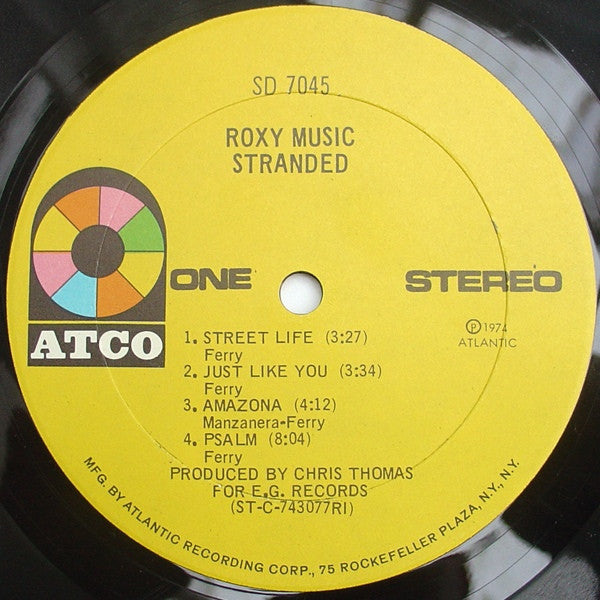 SD 7045
ROXY MUSIC
STRANDED
ATCO
ONE
STEREO
℗ 1974
ATLANTIC
1. STREET LIFE (3:27)
Ferry
2. JUST LIKE YOU (3:34)
Ferry
3. AMAZONA (4:12)
Manzanera-Ferry
4. PSALM (8:04)
Ferry
PRODUCED BY CHRIS THOMAS
FOR E.G. RECORDS
(ST-C-743077RI)
MFG. BY ATLANTIC RECORDING CORP., 75 ROCKEFELLER PLAZA, N.Y., N.Y.